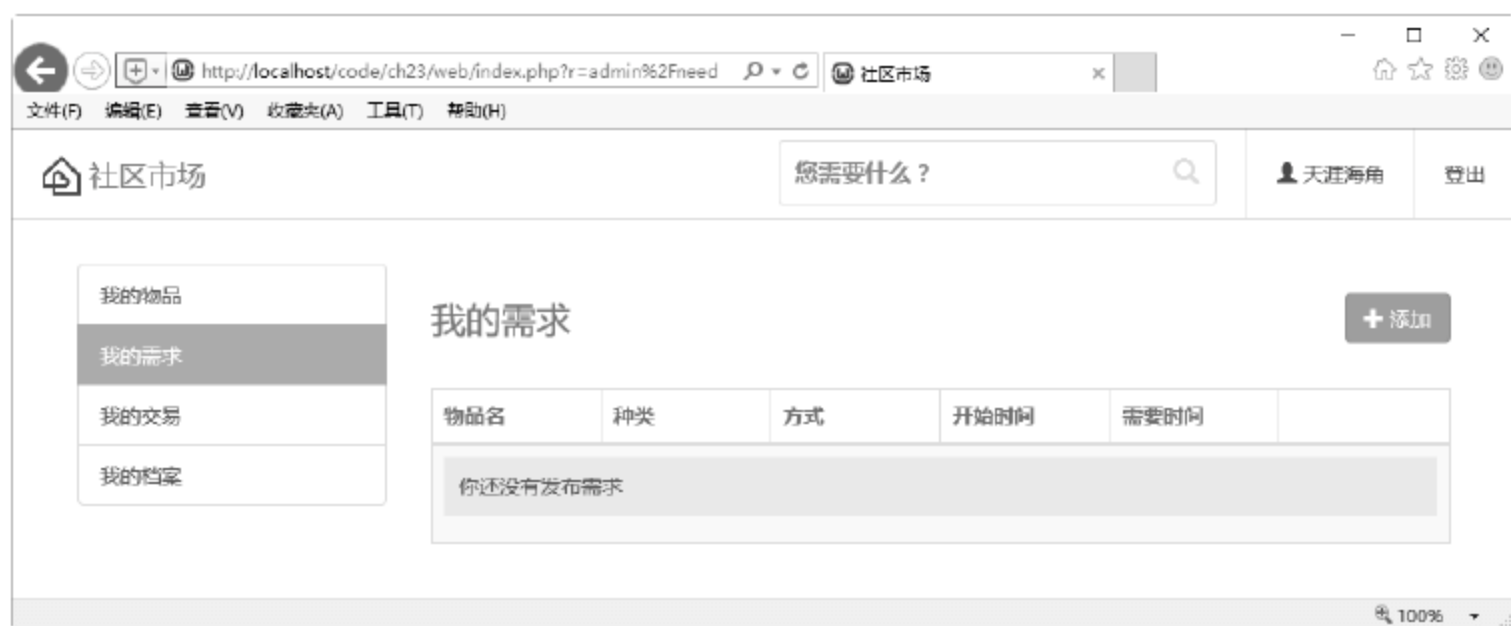 http://localhost/code/ch23/web/index.php?r=admin%2Fneed
社区市场
文件(F) 编辑(E) 查看(V) 收藏夹(A) 工具(T) 帮助(H)
社区市场
您需要什么？
天涯海角
登出
我的物品
我的需求
我的交易
我的档案
我的需求
添加
物品名 种类 方式 开始时间 需要时间
你还没有发布需求
100%